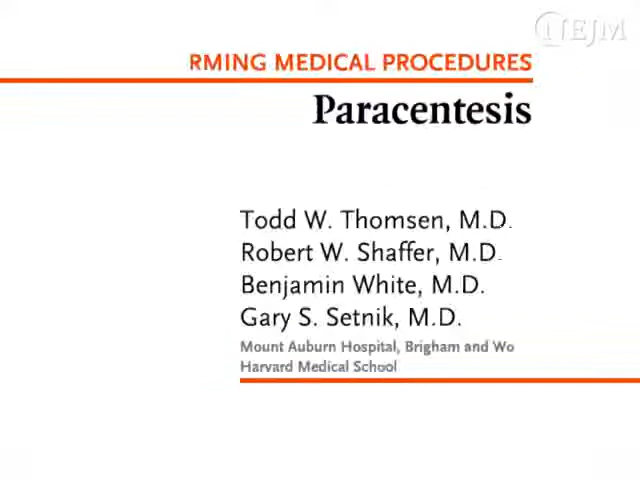 NEJM
RMING MEDICAL PROCEDURES
Paracentesis
Todd W. Thomsen, M.D.
Robert W. Shaffer, M.D.
Benjamin White, M.D.
Gary S. Setnik, M.D.
Mount Auburn Hospital, Brigham and Wo
Harvard Medical School